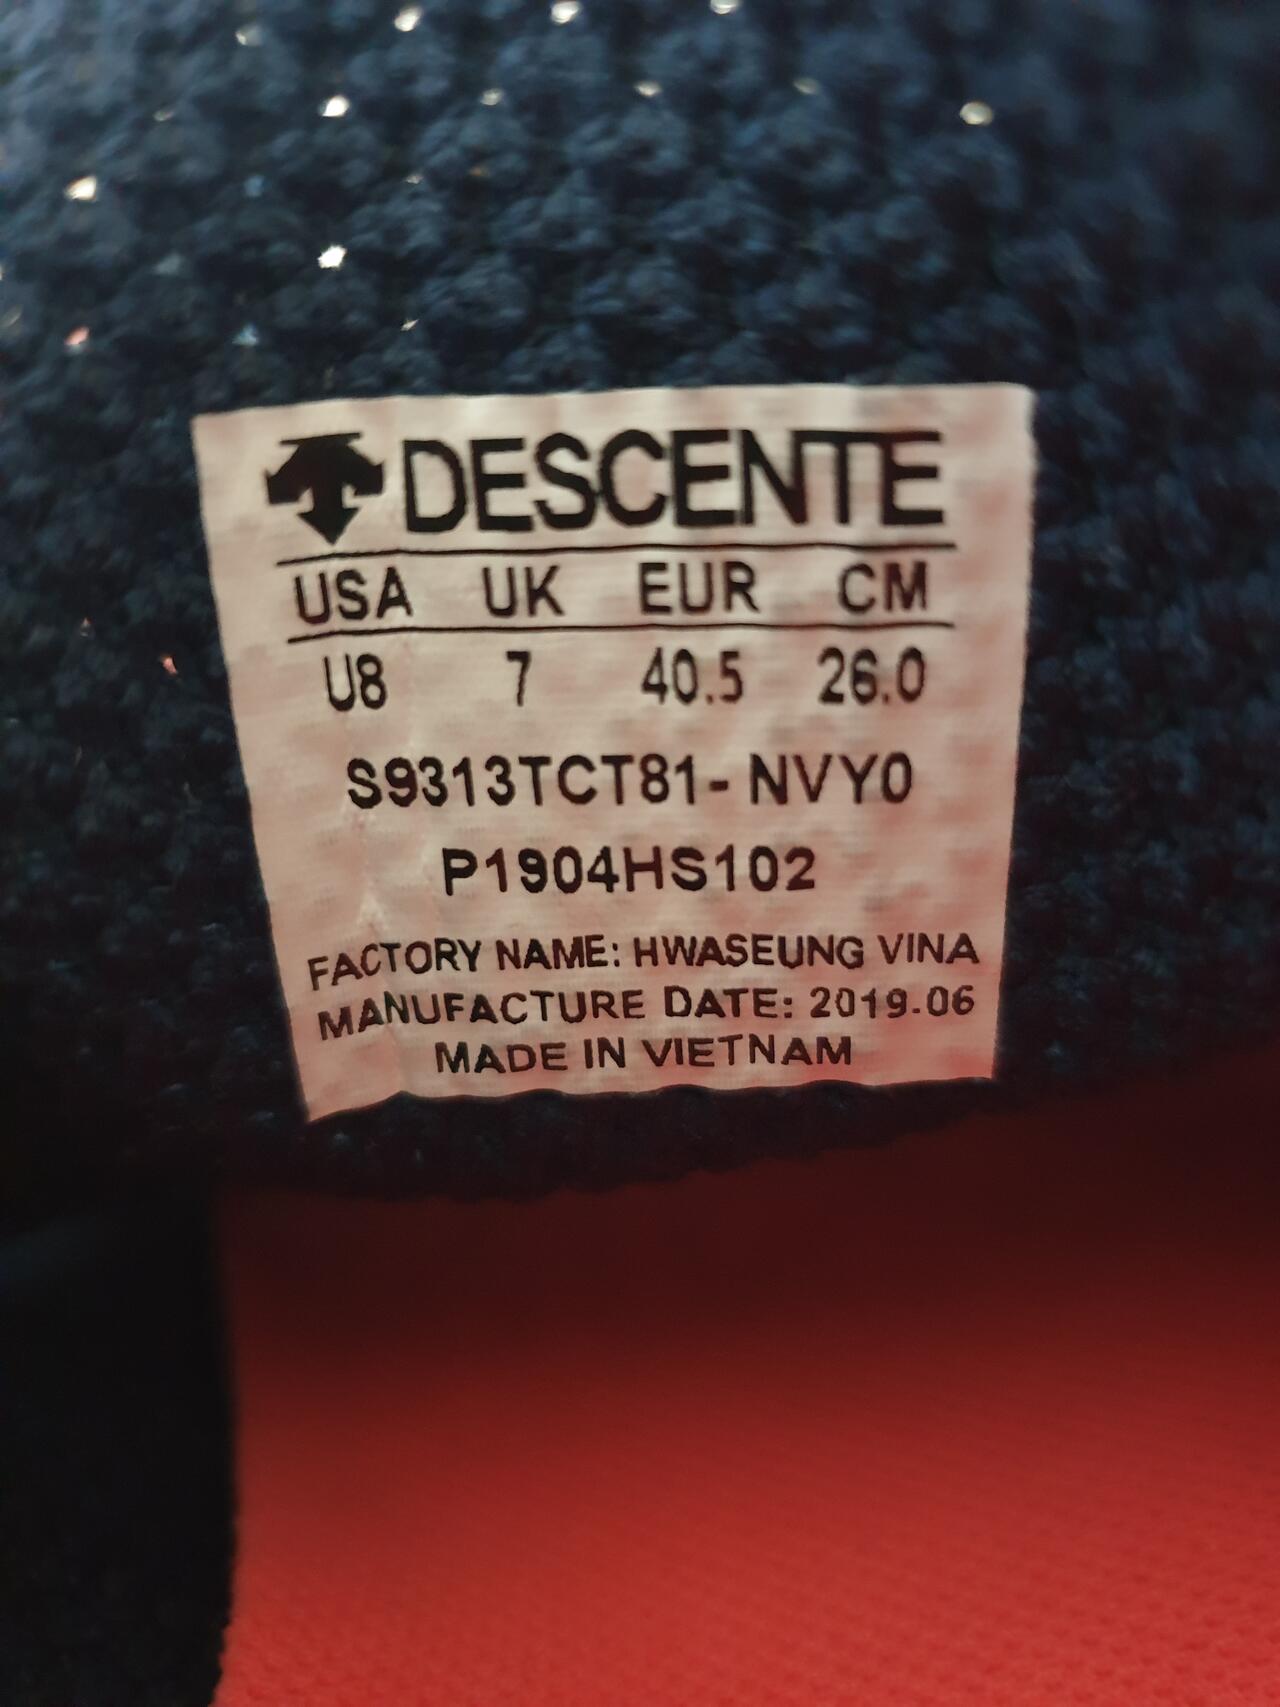 DESCENTE
USA UK EUR CM
U8 7 40.5 26.0
S9313TCT81- NVY0
P1904HS102
FACTORY NAME: HWASEUNG VINA
MANUFACTURE DATE: 2019.06
MADE IN VIETNAM